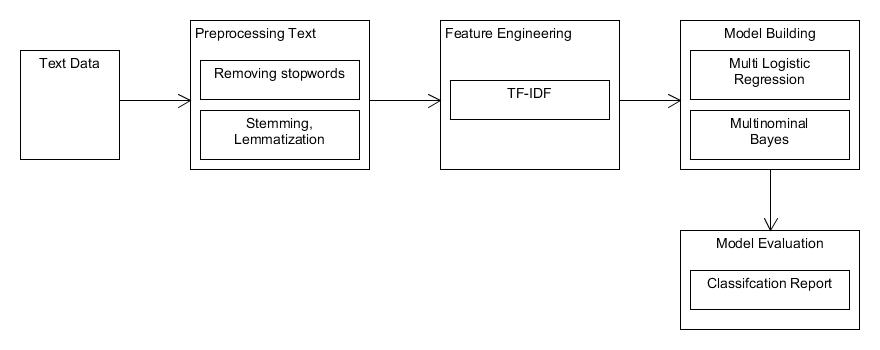 Text Data
Preprocessing Text
Removing stopwords
Stemming,
Lemmatization
Feature Engineering
TF-IDF
Model Building
Multi Logistic
Regression
Multinominal
Bayes
Model Evaluation
Classifcation Report